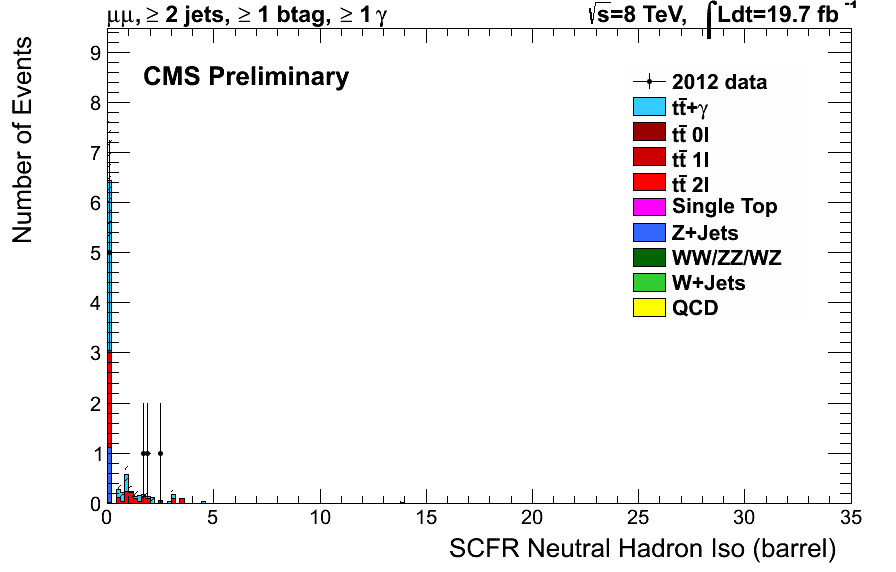 μμ, ≥ 2 jets, ≥ 1 btag, ≥ 1 γ
√s=8 TeV, ∫Ldt=19.7 fb⁻¹
CMS Preliminary
2012 data
tt̄+γ
tt̄ 0l
tt̄ 1l
tt̄ 2l
Single Top
Z+Jets
WW/ZZ/WZ
W+Jets
QCD
Number of Events
9
8
7
6
5
4
3
2
1
0
0 5 10 15 20 25 30 35
SCFR Neutral Hadron Iso (barrel)